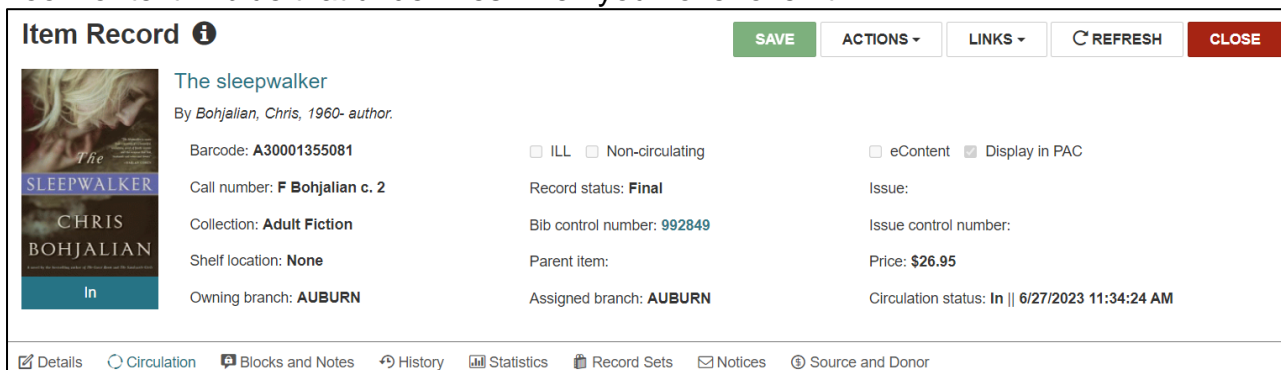 Item Record
SAVE
ACTIONS
LINKS
REFRESH
CLOSE
The sleepwalker
By Bohjalian, Chris, 1960- author.
Barcode: A30001355081
ILL Non-circulating
eContent Display in PAC
Call number: F Bohjalian c. 2
Record status: Final
Issue:
Collection: Adult Fiction
Bib control number: 992849
Issue control number:
Shelf location: None
Parent item:
Price: $26.95
Owning branch: AUBURN
Assigned branch: AUBURN
Circulation status: In || 6/27/2023 11:34:24 AM
The
SLEEPWALKER
CHRIS
BOHJALIAN
In
Details Circulation Blocks and Notes History Statistics Record Sets Notices Source and Donor